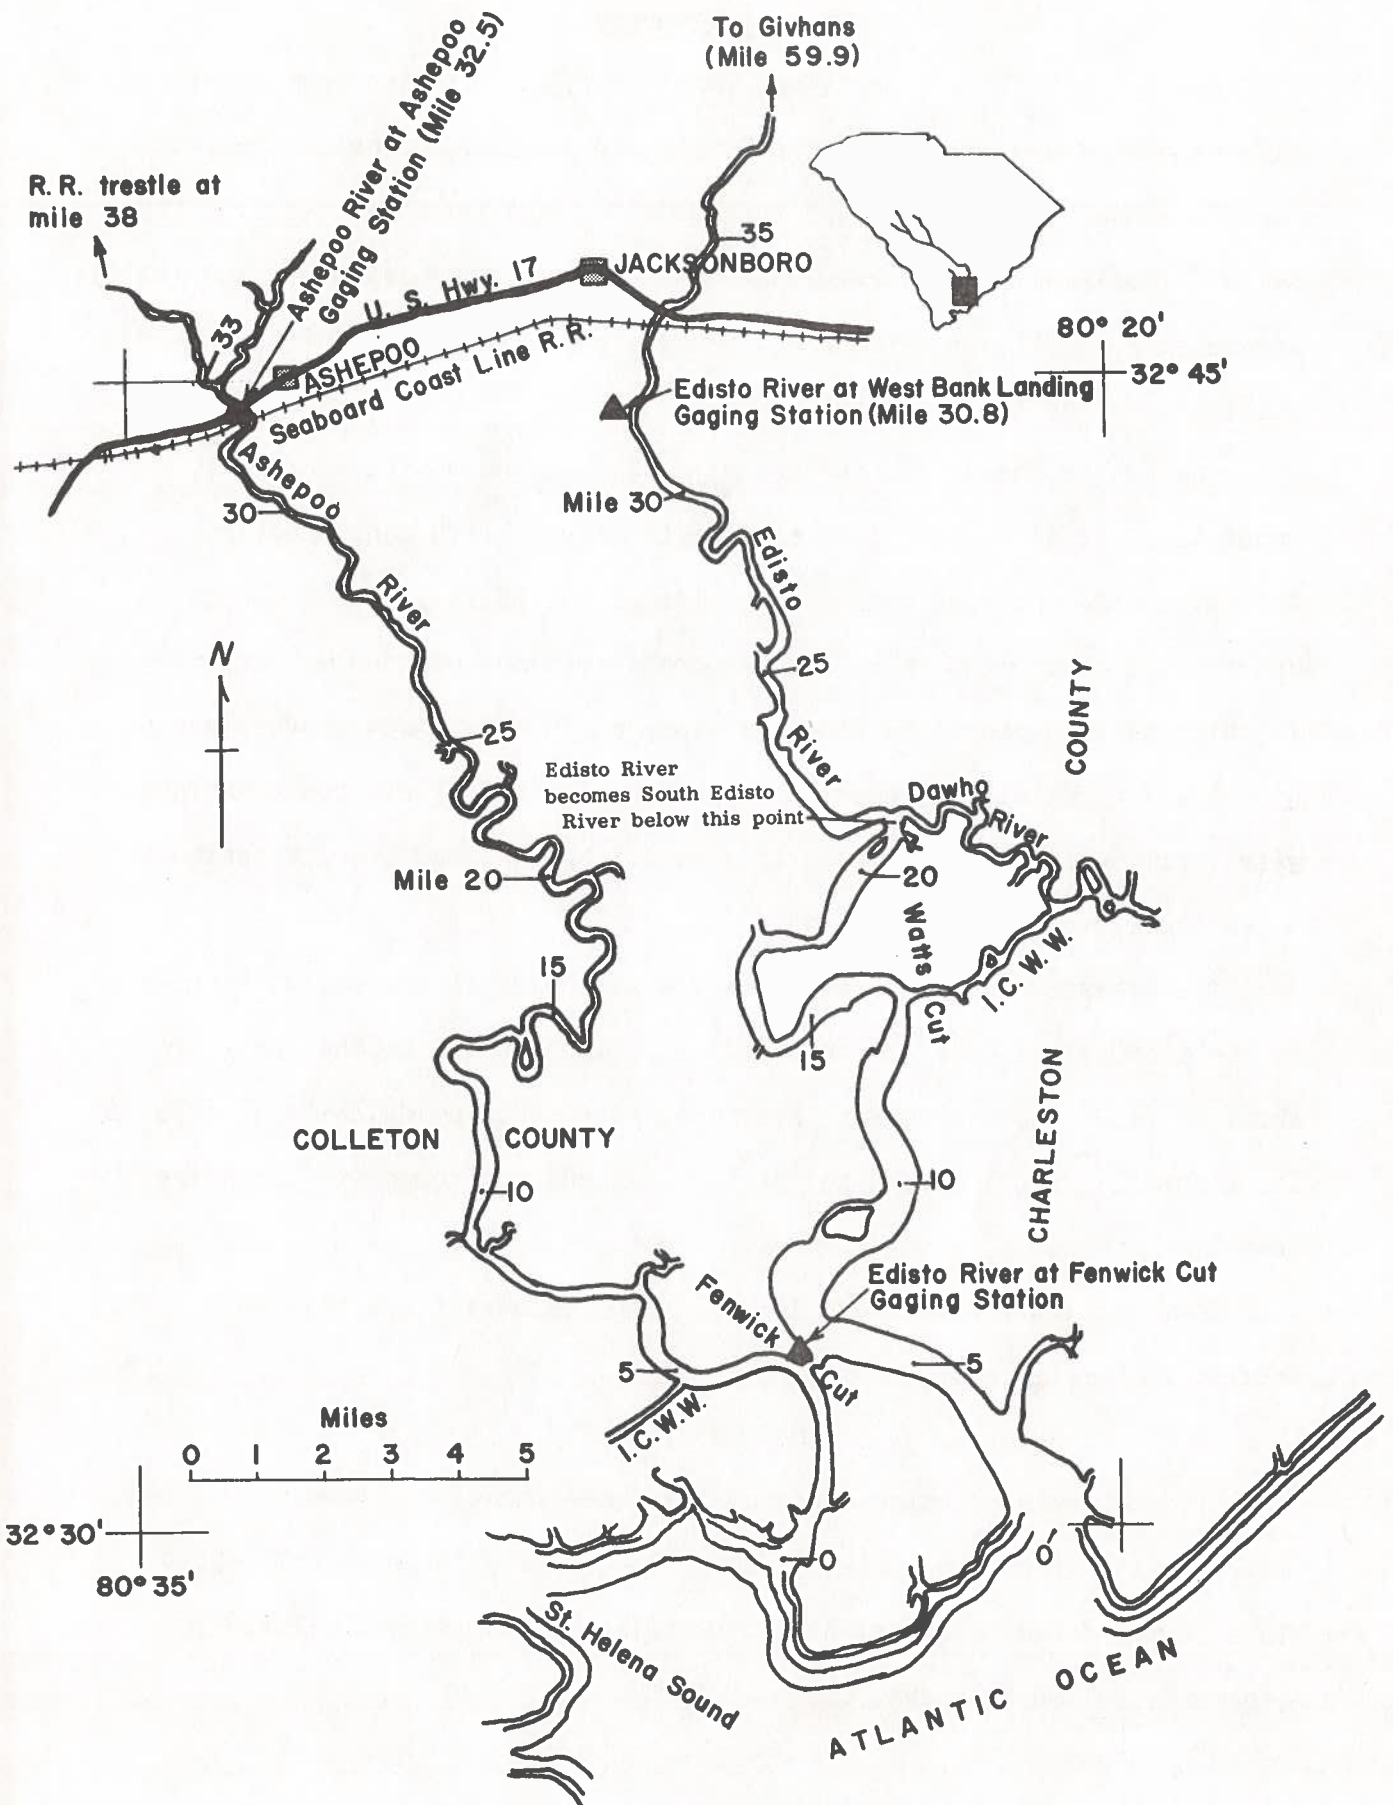 To Givhans
(Mile 59.9)
Ashepoo River at Ashepoo
Gaging Station (Mile 32.5)
R.R. trestle at
mile 38
35
JACKSONBORO
U. S. Hwy. 17
33
ASHEPOO
Seaboard Coast Line R.R.
80° 20'
32° 45'
Edisto River at West Bank Landing
Gaging Station (Mile 30.8)
Mile 30
Ashepoo
30
River
Edisto
25
River
N
25
Edisto River
becomes South Edisto
River below this point
Dawho
River
COUNTY
Mile 20
20
Watts
Cut
I.C.W.W.
15
15
COLLETON COUNTY
10
10
CHARLESTON
Edisto River at Fenwick Cut
Gaging Station
Fenwick
Cut
5
5
I.C.W.W.
Miles
0 1 2 3 4 5
32°30'
80°35'
0
0'
St. Helena Sound
ATLANTIC OCEAN